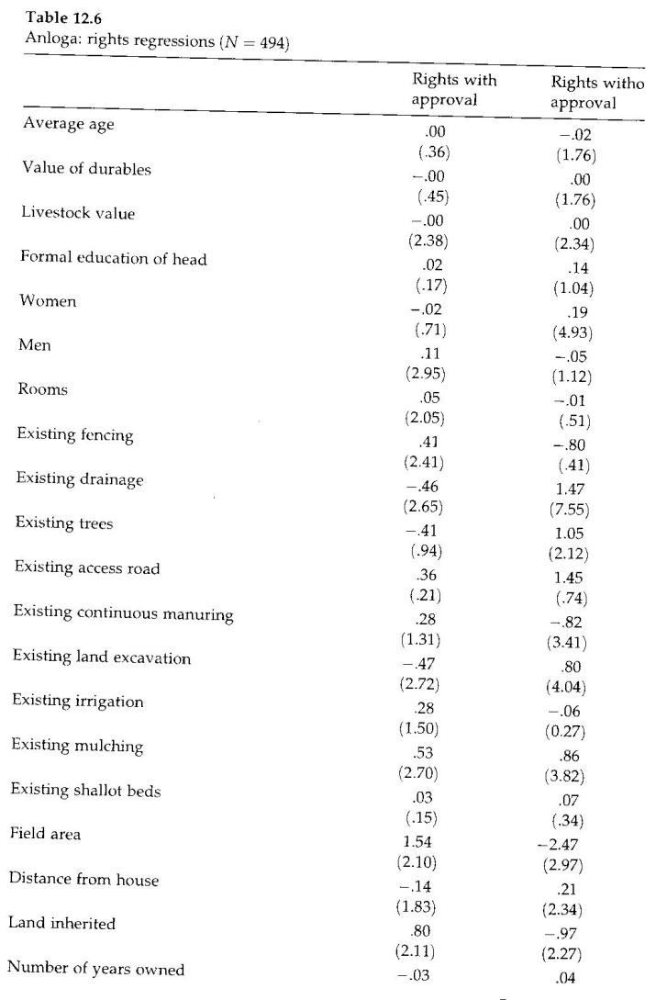 Table 12.6
Anloga: rights regressions (N = 494)
Rights with approval Rights witho approval
Average age .00 −.02
(.36) (1.76)
Value of durables −.00 .00
(.45) (1.76)
Livestock value −.00 .00
(2.38) (2.34)
Formal education of head .02 .14
(.17) (1.04)
Women −.02 .19
(.71) (4.93)
Men .11 −.05
(2.95) (1.12)
Rooms .05 −.01
(2.05) (.51)
Existing fencing .41 −.80
(2.41) (.41)
Existing drainage −.46 1.47
(2.65) (7.55)
Existing trees −.41 1.05
(.94) (2.12)
Existing access road .36 1.45
(.21) (.74)
Existing continuous manuring .28 −.82
(1.31) (3.41)
Existing land excavation −.47 .80
(2.72) (4.04)
Existing irrigation .28 −.06
(1.50) (0.27)
Existing mulching .53 .86
(2.70) (3.82)
Existing shallot beds .03 .07
(.15) (.34)
Field area 1.54 −2.47
(2.10) (2.97)
Distance from house −.14 .21
(1.83) (2.34)
Land inherited .80 −.97
(2.11) (2.27)
Number of years owned −.03 .04